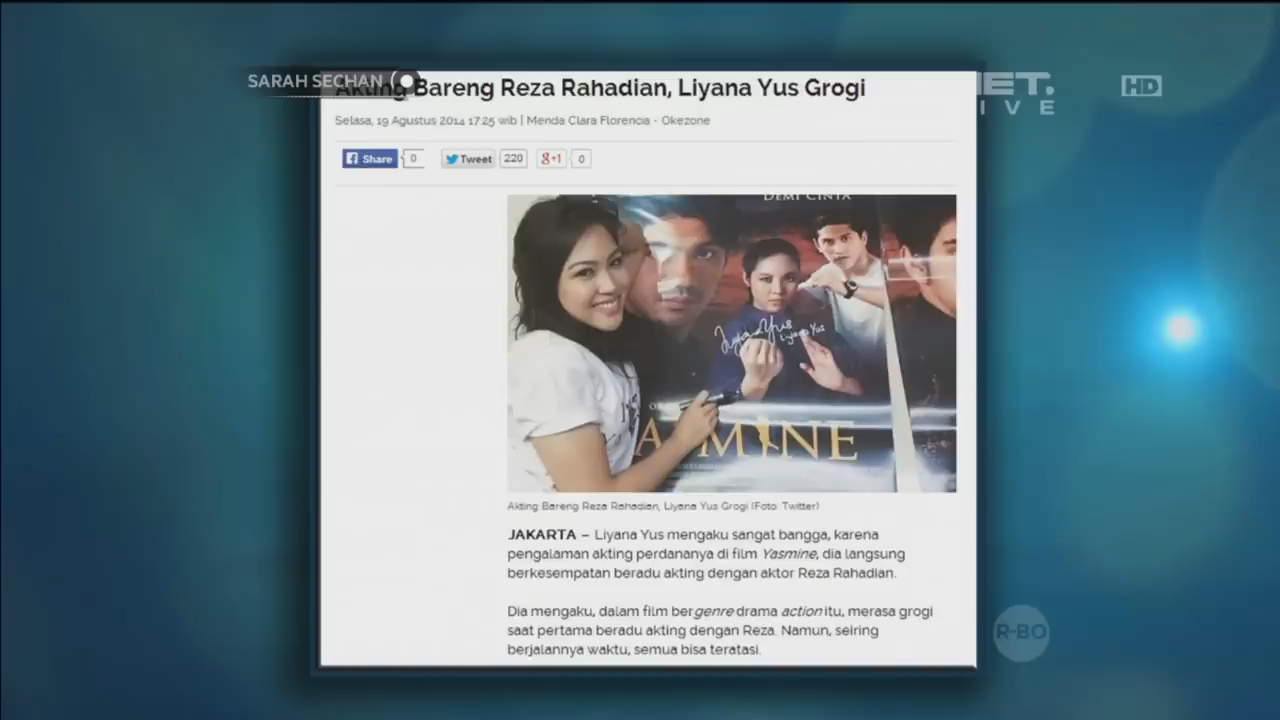 SARAH SECHAN
NET.
LIVE
HD
Akting Bareng Reza Rahadian, Liyana Yus Grogi
Selasa, 19 Agustus 2014 17:25 wib | Menda Clara Florencia - Okezone
Share 0 Tweet 220 g+1 0
DEMI CINTA
Liyana Yus
MINE
Akting Bareng Reza Rahadian, Liyana Yus Grogi (Foto: Twitter)
JAKARTA – Liyana Yus mengaku sangat bangga, karena
pengalaman akting perdananya di film Yasmine, dia langsung
berkesempatan beradu akting dengan aktor Reza Rahadian.
Dia mengaku, dalam film bergenre drama action itu, merasa grogi
saat pertama beradu akting dengan Reza. Namun, seiring
berjalannya waktu, semua bisa teratasi.
R-BO